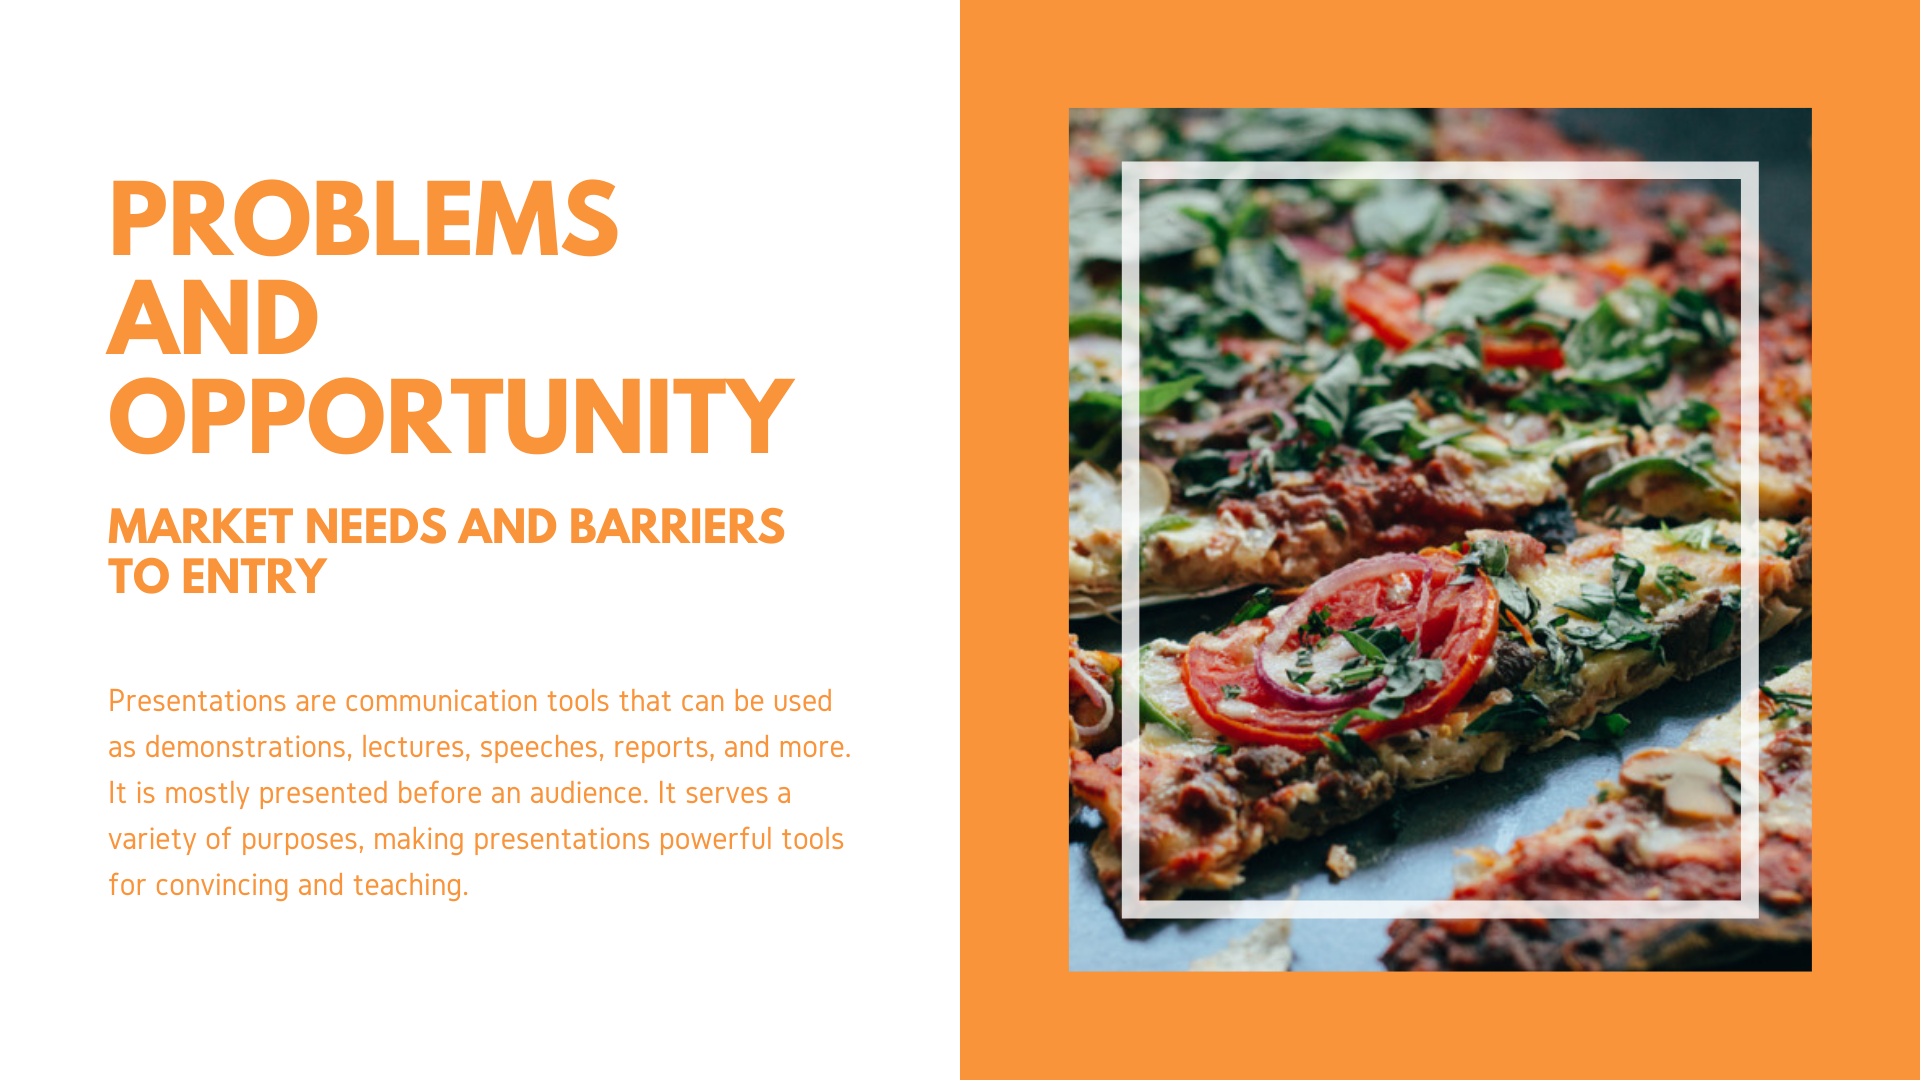 PROBLEMS
AND
OPPORTUNITY
MARKET NEEDS AND BARRIERS
TO ENTRY
Presentations are communication tools that can be used
as demonstrations, lectures, speeches, reports, and more.
It is mostly presented before an audience. It serves a
variety of purposes, making presentations powerful tools
for convincing and teaching.